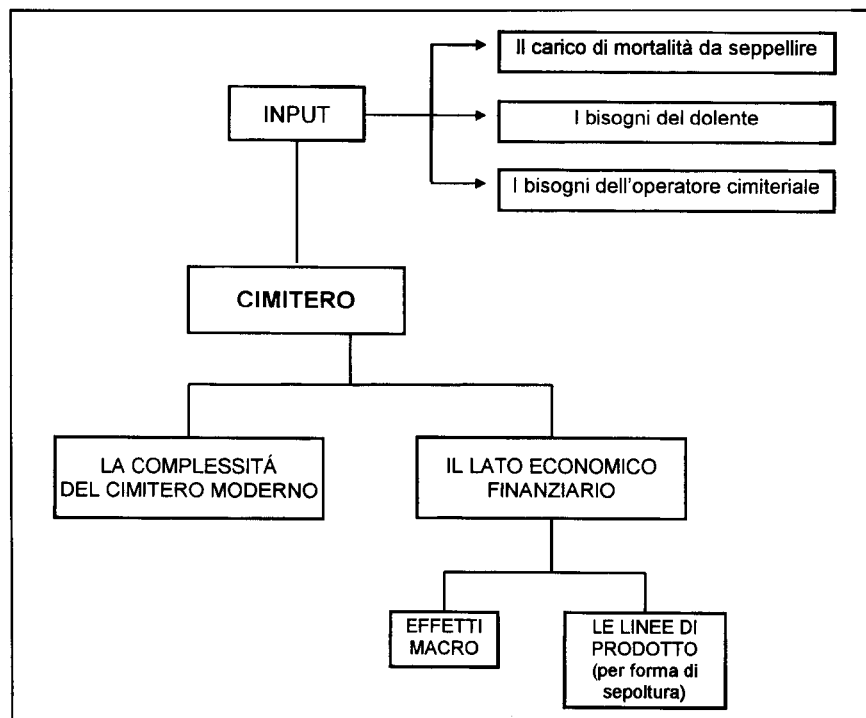 Il carico di mortalità da seppellire
INPUT
I bisogni del dolente
I bisogni dell'operatore cimiteriale
CIMITERO
LA COMPLESSITÁ
DEL CIMITERO MODERNO
IL LATO ECONOMICO
FINANZIARIO
EFFETTI
MACRO
LE LINEE DI
PRODOTTO
(per forma di
sepoltura)